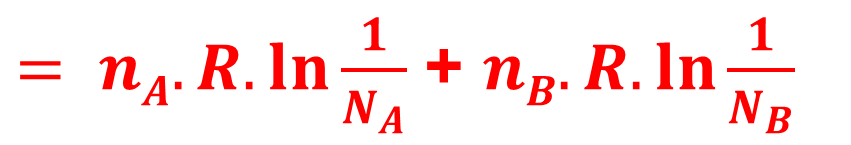 = n_A . R . ln 1/N_A + n_B . R . ln 1/N_B